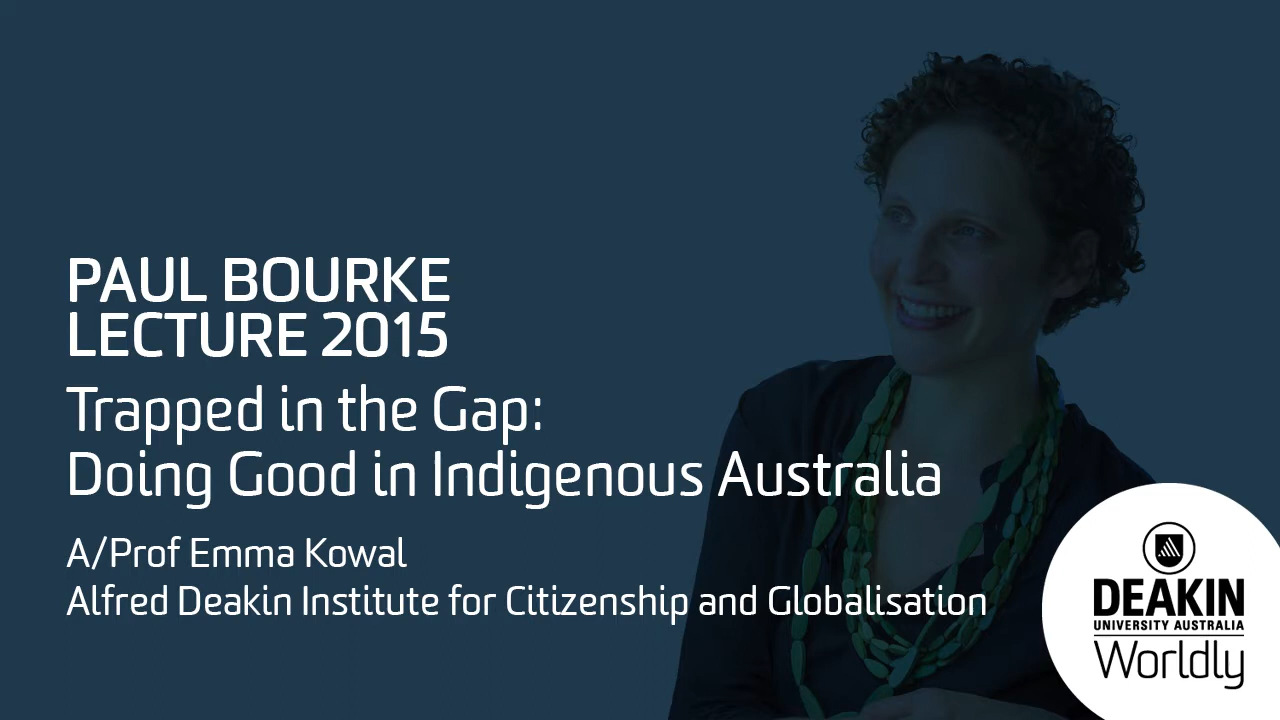 PAUL BOURKE
LECTURE 2015
Trapped in the Gap:
Doing Good in Indigenous Australia
A/Prof Emma Kowal
Alfred Deakin Institute for Citizenship and Globalisation
DEAKIN
UNIVERSITY AUSTRALIA
Worldly